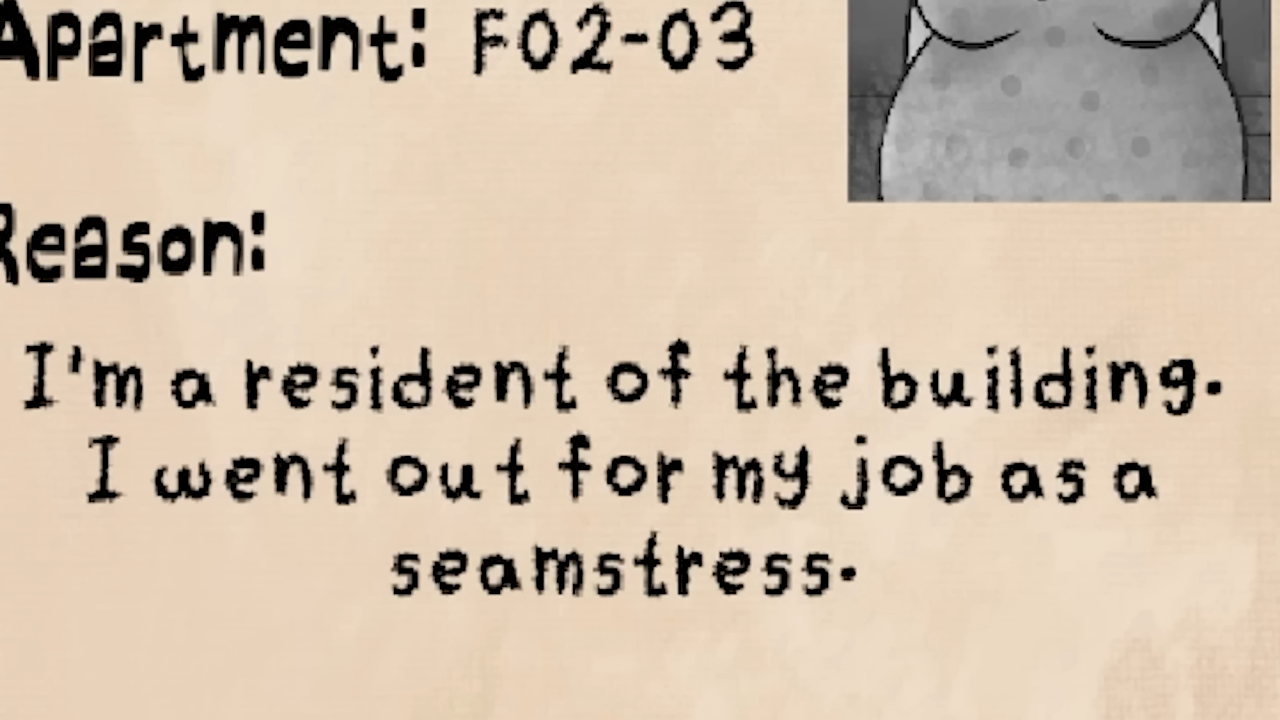 Apartment: F02-03
Reason:
I'm a resident of the building.
I went out for my job as a
seamstress.